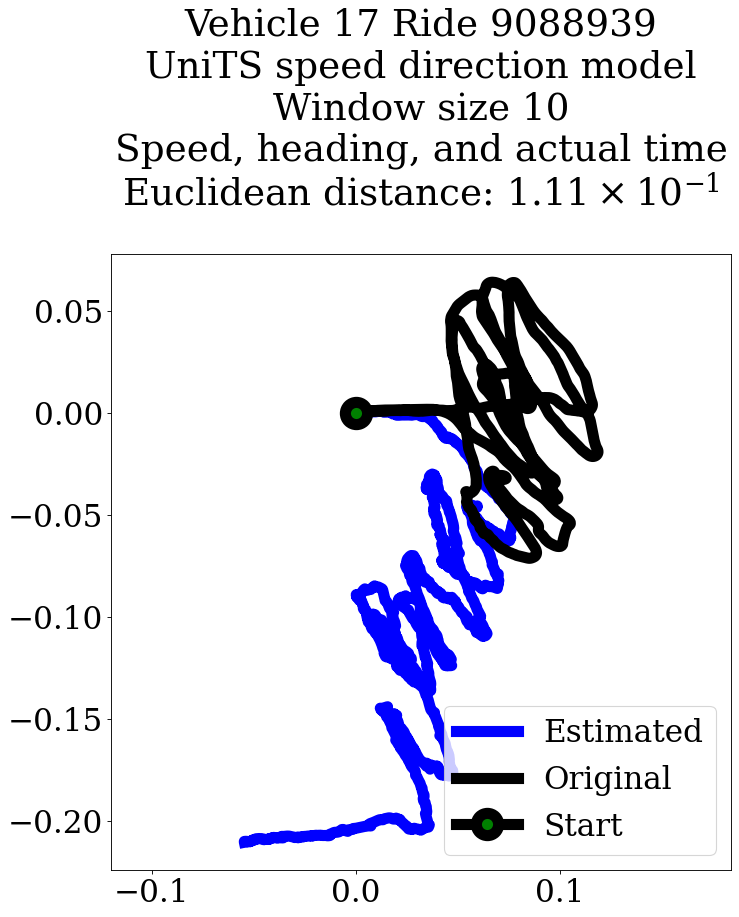 Vehicle 17 Ride 9088939
UniTS speed direction model
Window size 10
Speed, heading, and actual time
Euclidean distance: 1.11 × 10⁻¹
0.05
0.00
−0.05
−0.10
−0.15
−0.20
Estimated
Original
Start
−0.1
0.0
0.1